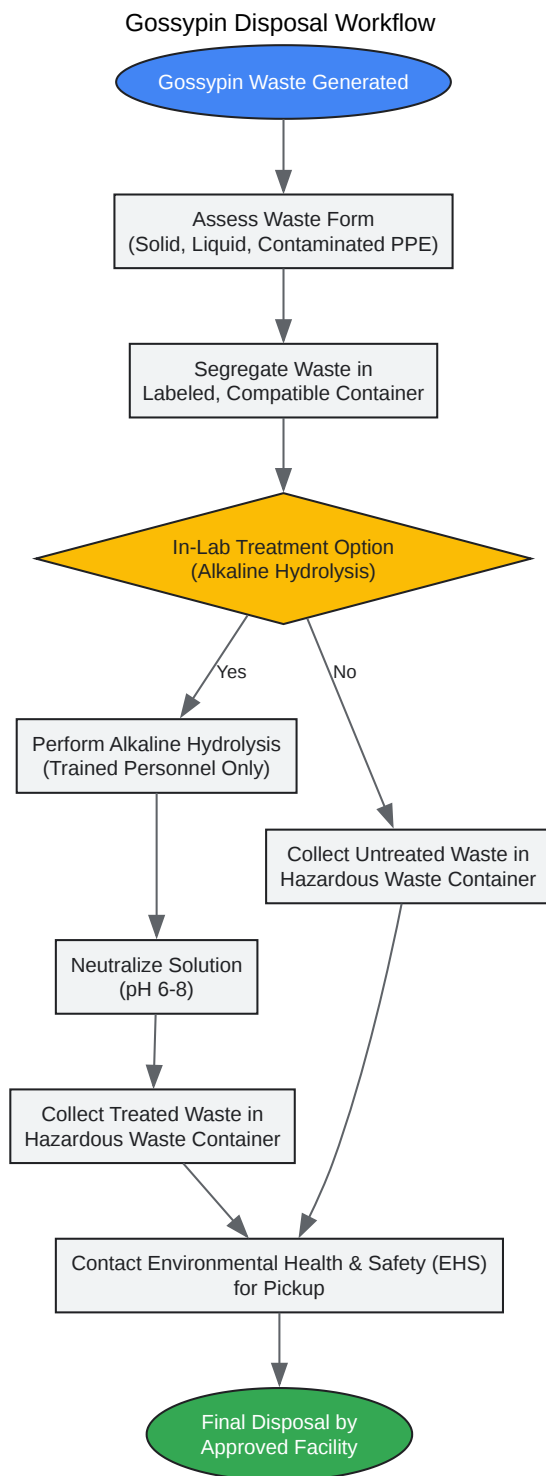 Gossypin Disposal Workflow
Gossypin Waste Generated
Assess Waste Form
(Solid, Liquid, Contaminated PPE)
Segregate Waste in
Labeled, Compatible Container
In-Lab Treatment Option
(Alkaline Hydrolysis)
Yes
No
Perform Alkaline Hydrolysis
(Trained Personnel Only)
Collect Untreated Waste in
Hazardous Waste Container
Neutralize Solution
(pH 6-8)
Collect Treated Waste in
Hazardous Waste Container
Contact Environmental Health & Safety (EHS)
for Pickup
Final Disposal by
Approved Facility